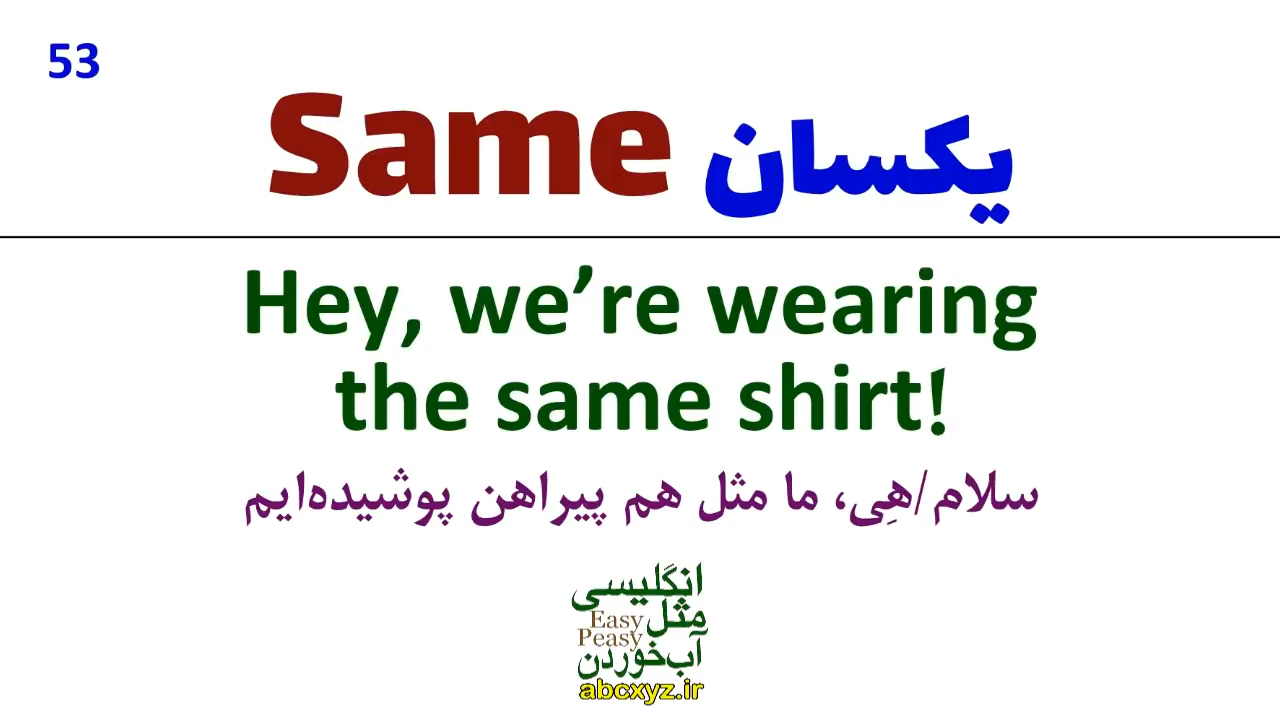 53
Same یکسان
Hey, we’re wearing
the same shirt!
سلام/هِی، ما مثل هم پیراهن پوشیده‌ایم
انگلیسی
مثل
Easy
Peasy
آب‌خوردن
abcxyz.ir